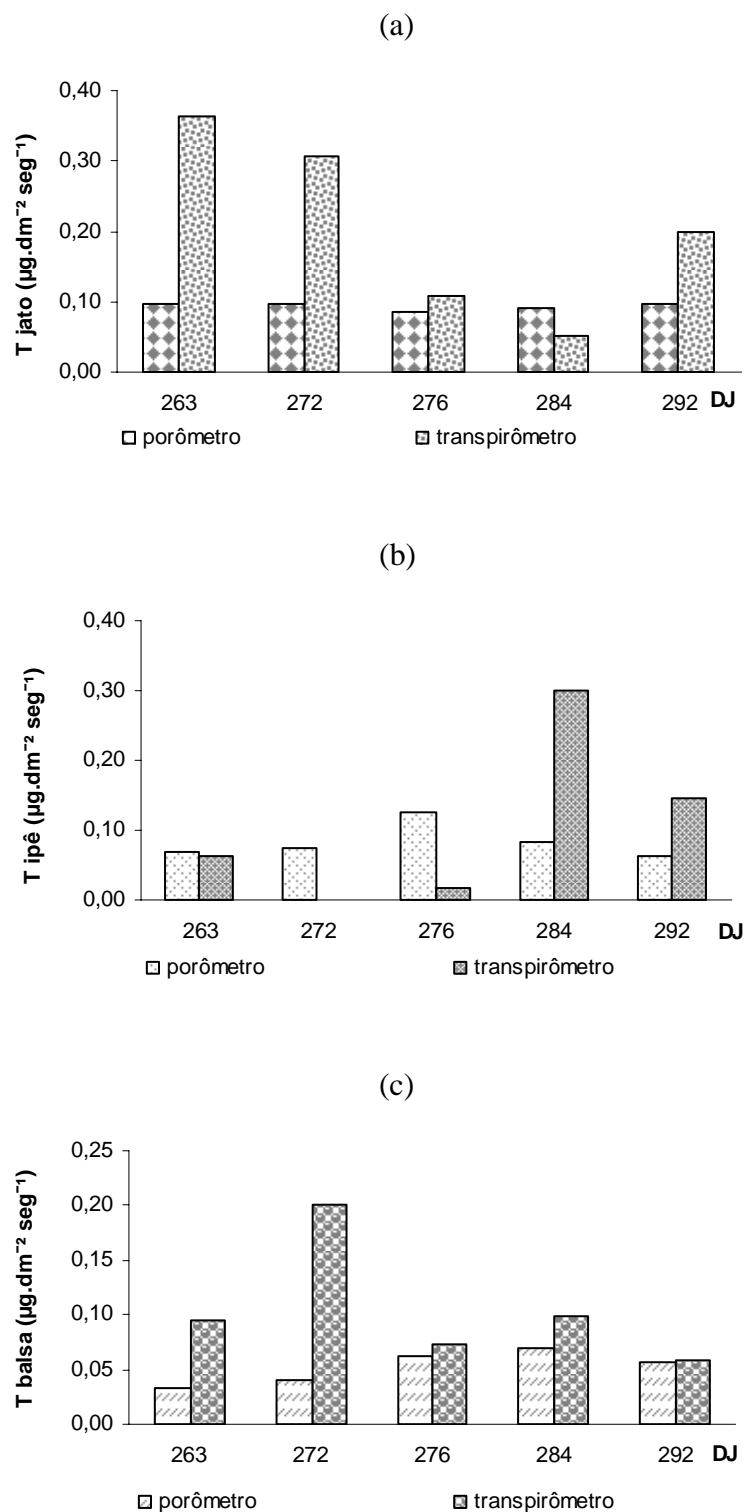 (a)
T jato (µg.dm⁻² seg⁻¹)
0,40
0,30
0,20
0,10
0,00
263 272 276 284 292 DJ
porômetro transpirômetro
(b)
T ipê (µg.dm⁻² seg⁻¹)
0,40
0,30
0,20
0,10
0,00
263 272 276 284 292 DJ
porômetro transpirômetro
(c)
T balsa (µg.dm⁻² seg⁻¹)
0,25
0,20
0,15
0,10
0,05
0,00
263 272 276 284 292 DJ
porômetro transpirômetro